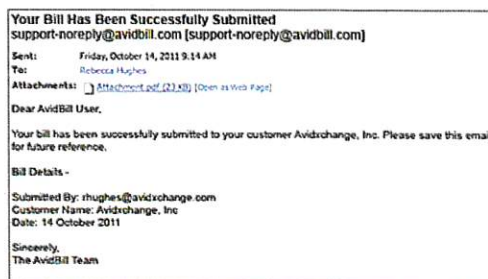 Your Bill Has Been Successfully Submitted
support-noreply@avidbill.com [support-noreply@avidbill.com]
Sent: Friday, October 14, 2011 9:14 AM
To: Rebecca Hughes
Attachments: Attachment.pdf (23 KB) [Open as Web Page]
Dear AvidBill User,
Your bill has been successfully submitted to your customer Avidxchange, Inc. Please save this email
for future reference.
Bill Details -
Submitted By: rhughes@avidxchange.com
Customer Name: Avidxchange, Inc
Date: 14 October 2011
Sincerely,
The AvidBill Team